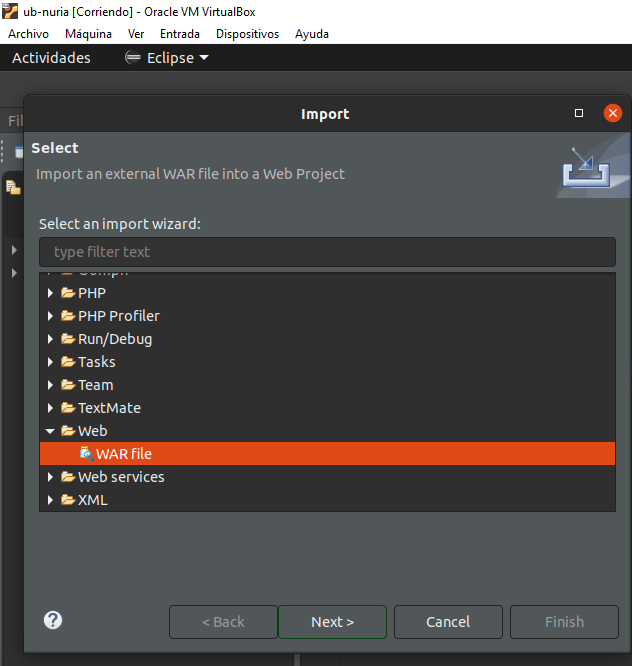 ub-nuria [Corriendo] - Oracle VM VirtualBox
Archivo Máquina Ver Entrada Dispositivos Ayuda
Actividades Eclipse
Import
Fil
Select
Import an external WAR file into a Web Project
Select an import wizard:
type filter text
PHP
PHP Profiler
Run/Debug
Tasks
Team
TextMate
Web
WAR file
Web services
XML
? < Back Next > Cancel Finish